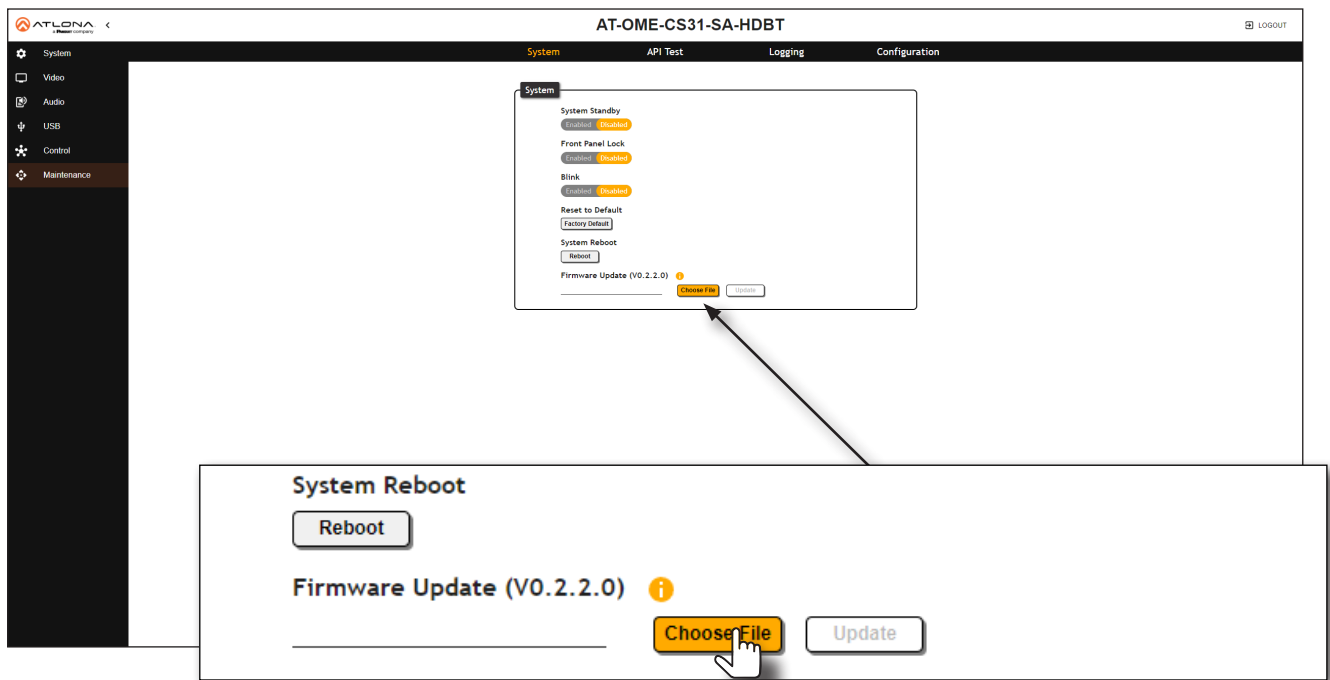 ATLONA
a Panduit company
<
AT-OME-CS31-SA-HDBT
LOGOUT
System
Video
Audio
USB
Control
Maintenance
System API Test Logging Configuration
System
System Standby
Enabled Disabled
Front Panel Lock
Enabled Disabled
Blink
Enabled Disabled
Reset to Default
Factory Default
System Reboot
Reboot
Firmware Update (V0.2.2.0) i
Choose File Update
System Reboot
Reboot
Firmware Update (V0.2.2.0) i
Choose File Update